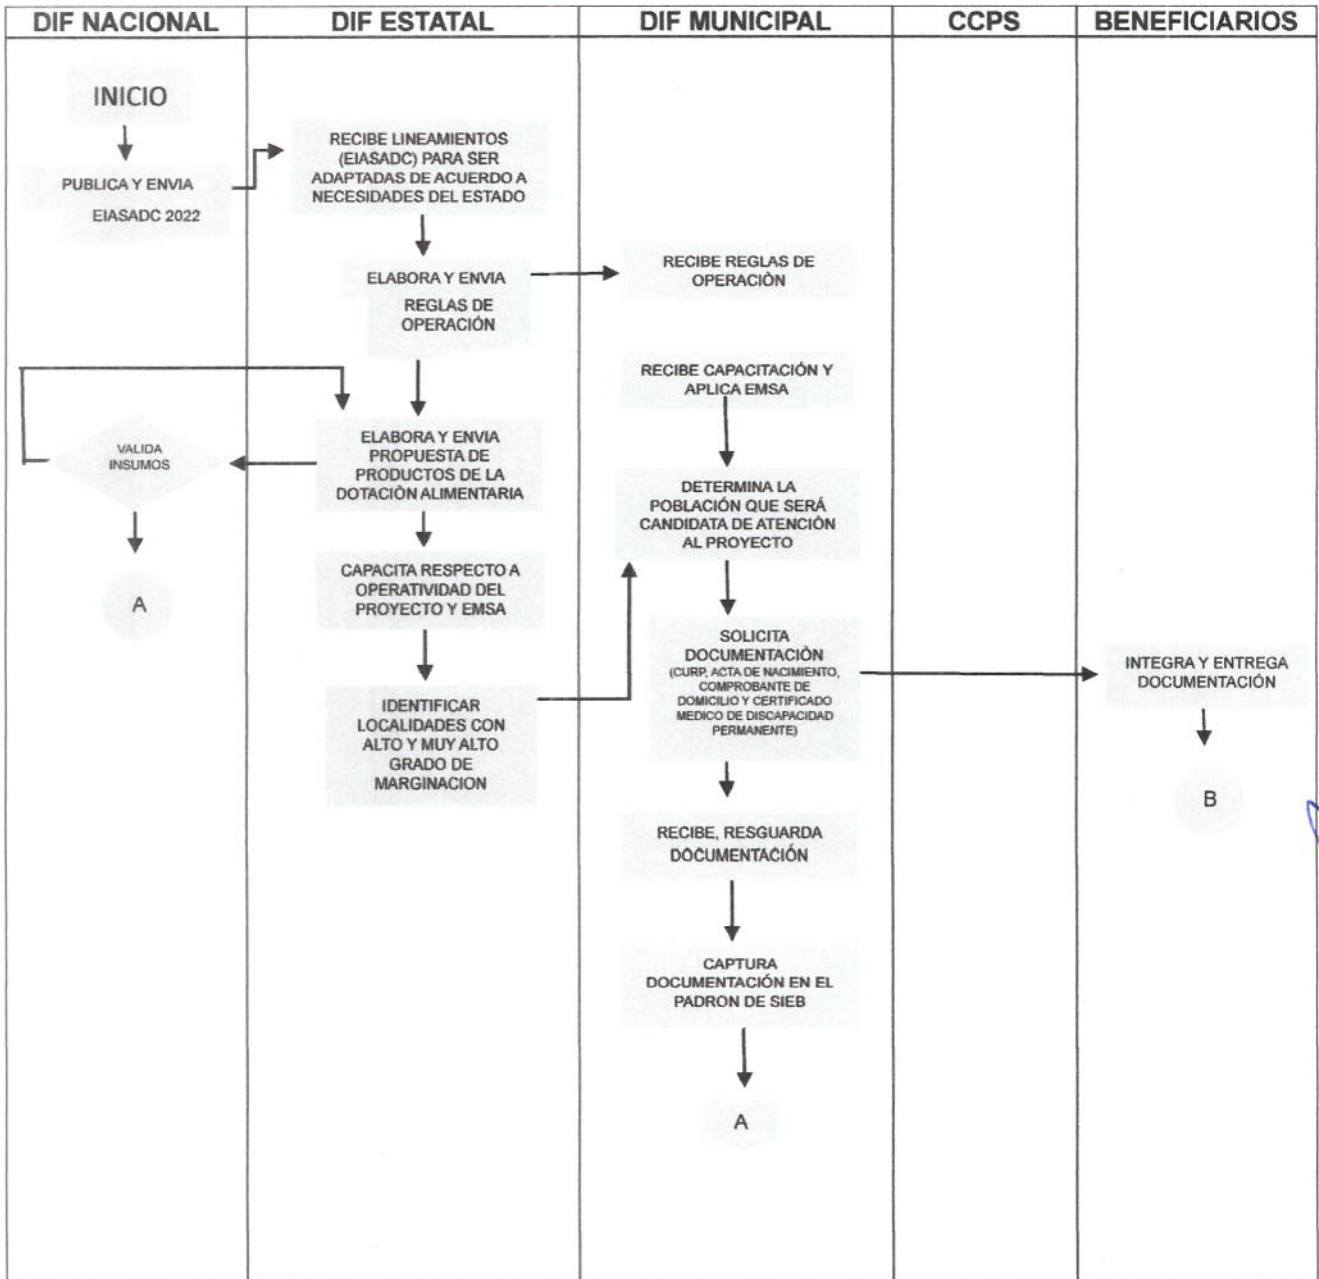 DIF NACIONAL
DIF ESTATAL
DIF MUNICIPAL
CCPS
BENEFICIARIOS
INICIO
PUBLICA Y ENVIA
EIASADC 2022
VALIDA
INSUMOS
A
RECIBE LINEAMIENTOS
(EIASADC) PARA SER
ADAPTADAS DE ACUERDO A
NECESIDADES DEL ESTADO
ELABORA Y ENVIA
REGLAS DE
OPERACIÓN
ELABORA Y ENVIA
PROPUESTA DE
PRODUCTOS DE LA
DOTACIÒN ALIMENTARIA
CAPACITA RESPECTO A
OPERATIVIDAD DEL
PROYECTO Y EMSA
IDENTIFICAR
LOCALIDADES CON
ALTO Y MUY ALTO
GRADO DE
MARGINACION
RECIBE REGLAS DE
OPERACIÒN
RECIBE CAPACITACIÓN Y
APLICA EMSA
DETERMINA LA
POBLACIÓN QUE SERÁ
CANDIDATA DE ATENCIÓN
AL PROYECTO
SOLICITA
DOCUMENTACIÒN
(CURP, ACTA DE NACIMIENTO,
COMPROBANTE DE
DOMICILIO Y CERTIFICADO
MEDICO DE DISCAPACIDAD
PERMANENTE)
RECIBE, RESGUARDA
DOCUMENTACIÓN
CAPTURA
DOCUMENTACIÓN EN EL
PADRON DE SIEB
A
INTEGRA Y ENTREGA
DOCUMENTACIÓN
B